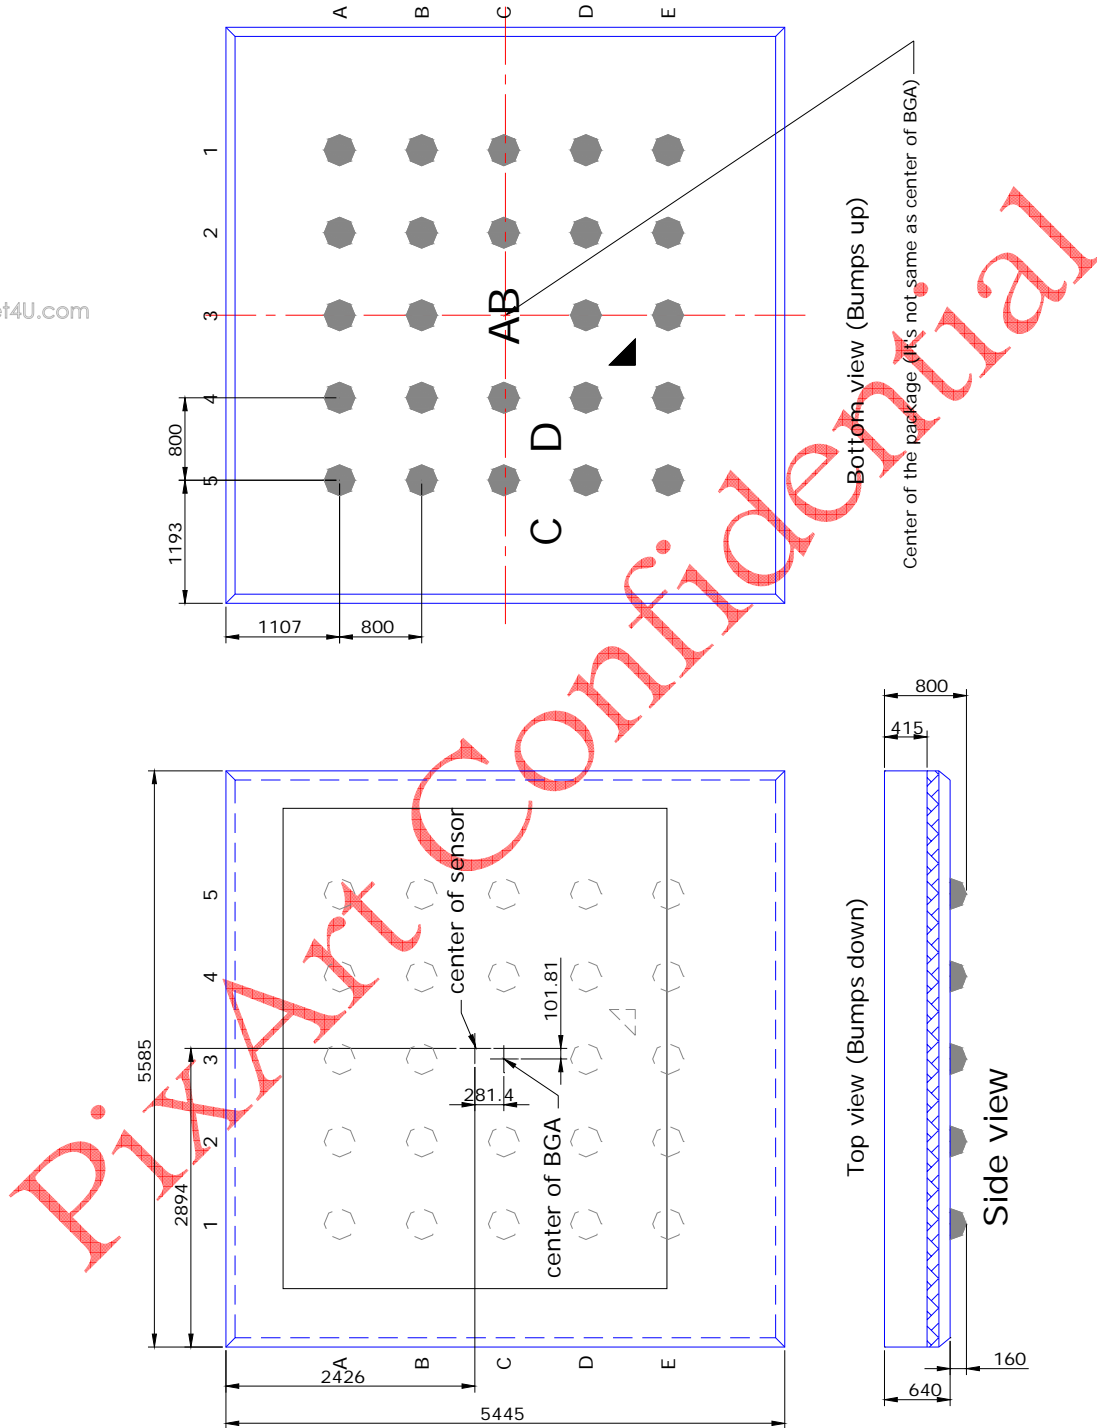 A B C D E
1
2
3
4
5
AB
D
C
800
1193
1107
800
Bottom view (Bumps up)
Center of the package (It's not same as center of BGA)
et4U.com
PixArt Confidential
5585
2894
5
4
3
2
1
A B C D E
center of sensor
101.81
281.4
center of BGA
2426
5445
Top view (Bumps down)
800
415
160
640
Side view